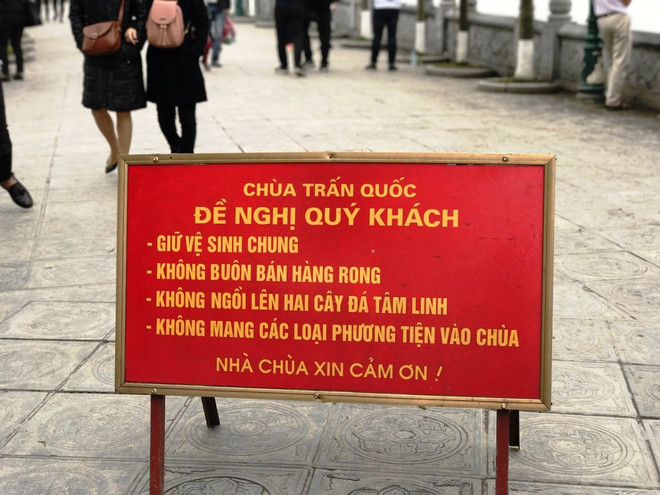 CHÙA TRẤN QUỐC
ĐỀ NGHỊ QUÝ KHÁCH
- GIỮ VỆ SINH CHUNG
- KHÔNG BUÔN BÁN HÀNG RONG
- KHÔNG NGỒI LÊN HAI CÂY ĐÁ TÂM LINH
- KHÔNG MANG CÁC LOẠI PHƯƠNG TIỆN VÀO CHÙA
NHÀ CHÙA XIN CẢM ƠN !